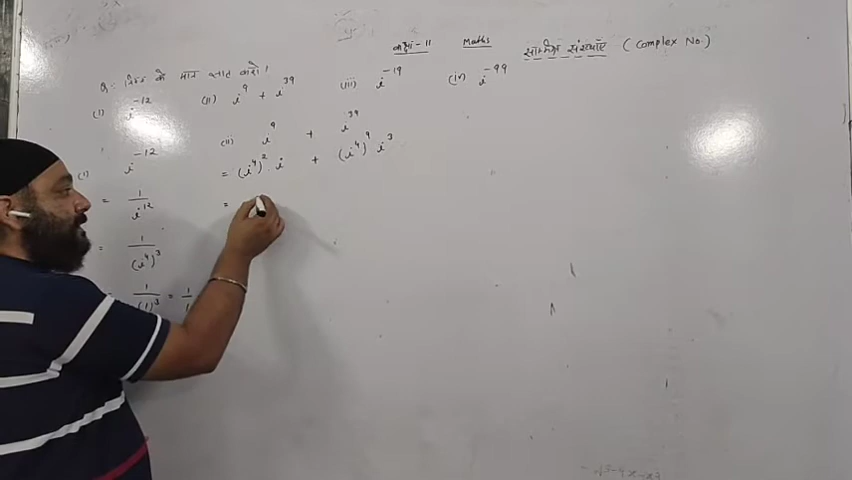 कक्षा-11 Maths सम्मिश्र संख्याएँ (Complex No.)
Q: निम्न के मान ज्ञात करो।
(i) i^-12 (ii) i^9 + i^39 (iii) i^-19 (iv) i^-99
(i) i^-12
= 1/i^12
= 1/(i^4)^3
1/(1)^3 = 1/1
(ii) i^9 + i^39
= (i^4)^2 . i + (i^4)^9 . i^3
=